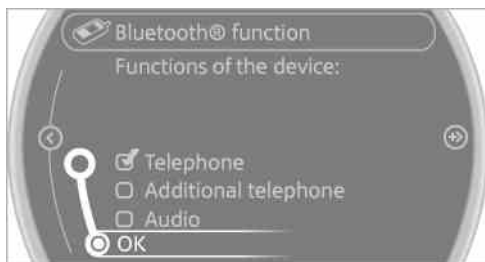 Bluetooth® function
Functions of the device:
Telephone
Additional telephone
Audio
OK